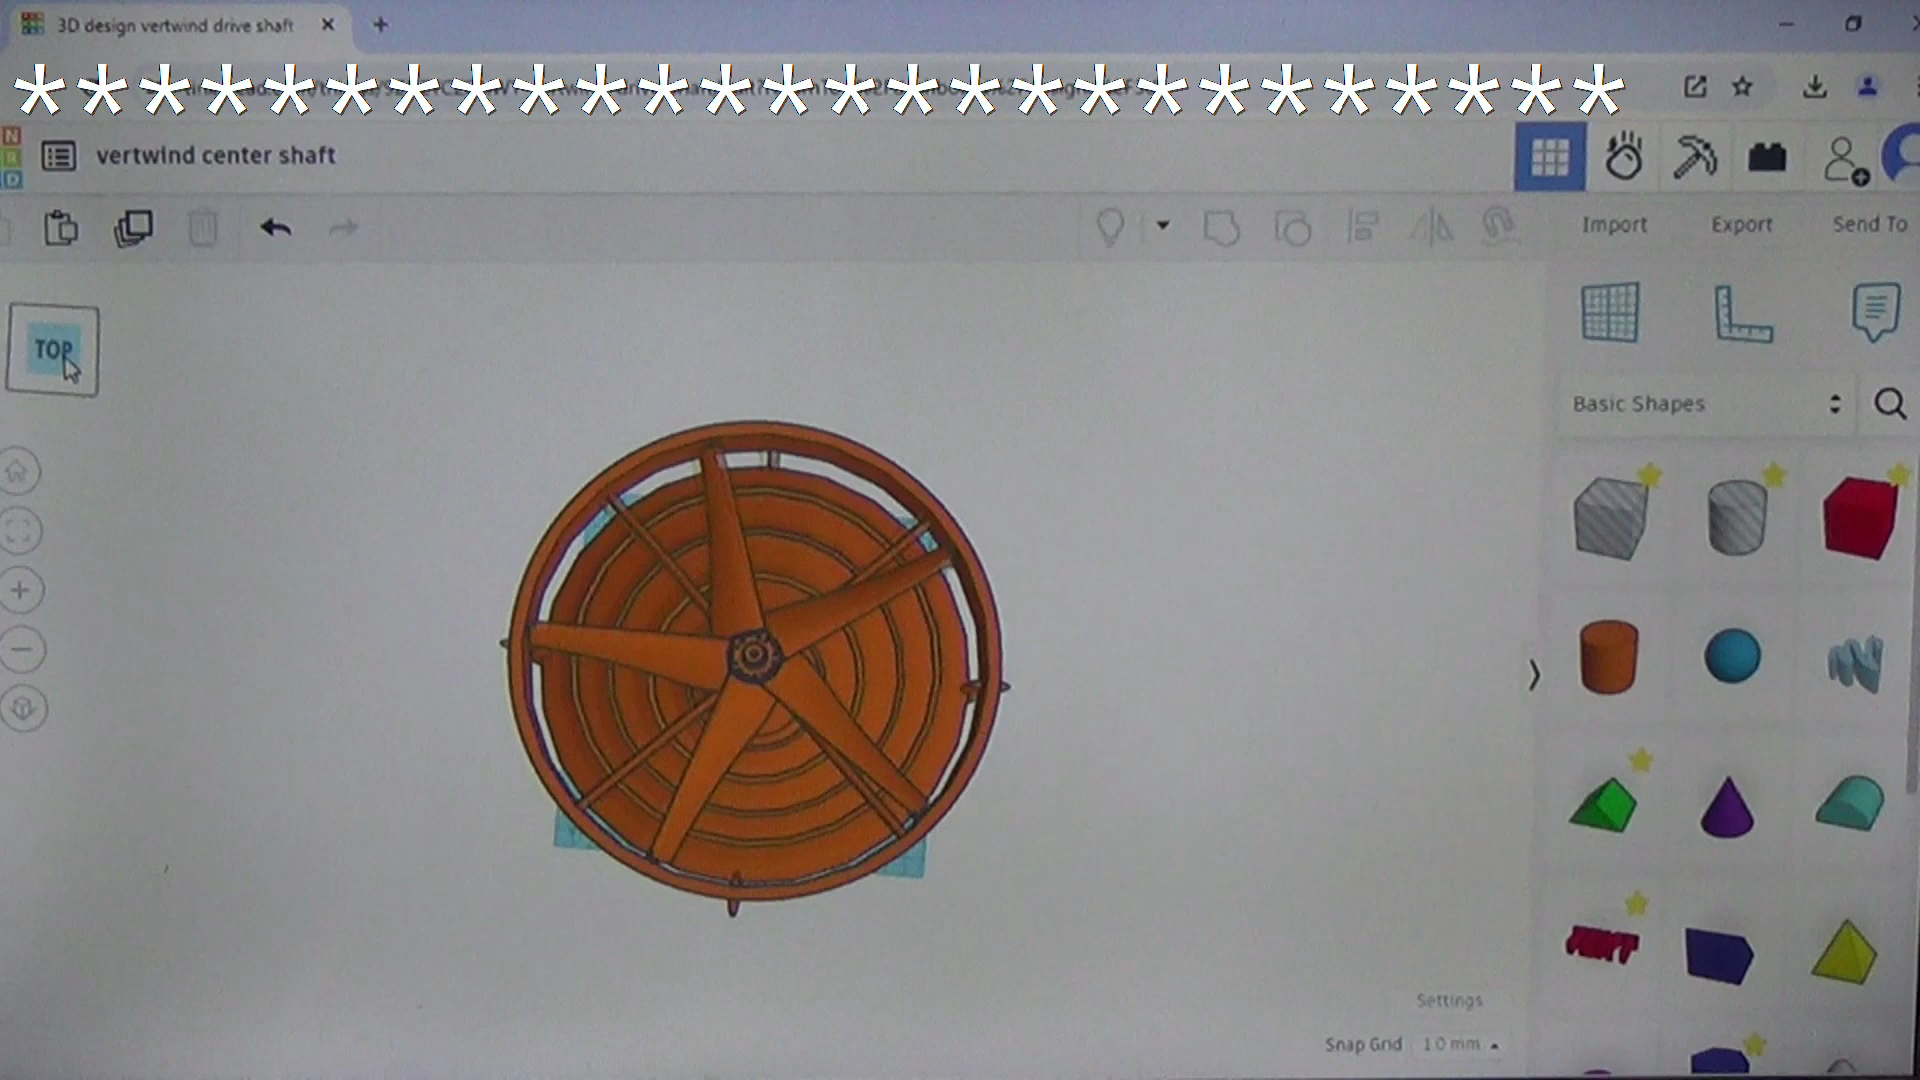 3D design vertwind drive shaft
**************************
N
R
D
vertwind center shaft
Import Export Send To
TOP
Basic Shapes
Settings
Snap Grid 1.0 mm